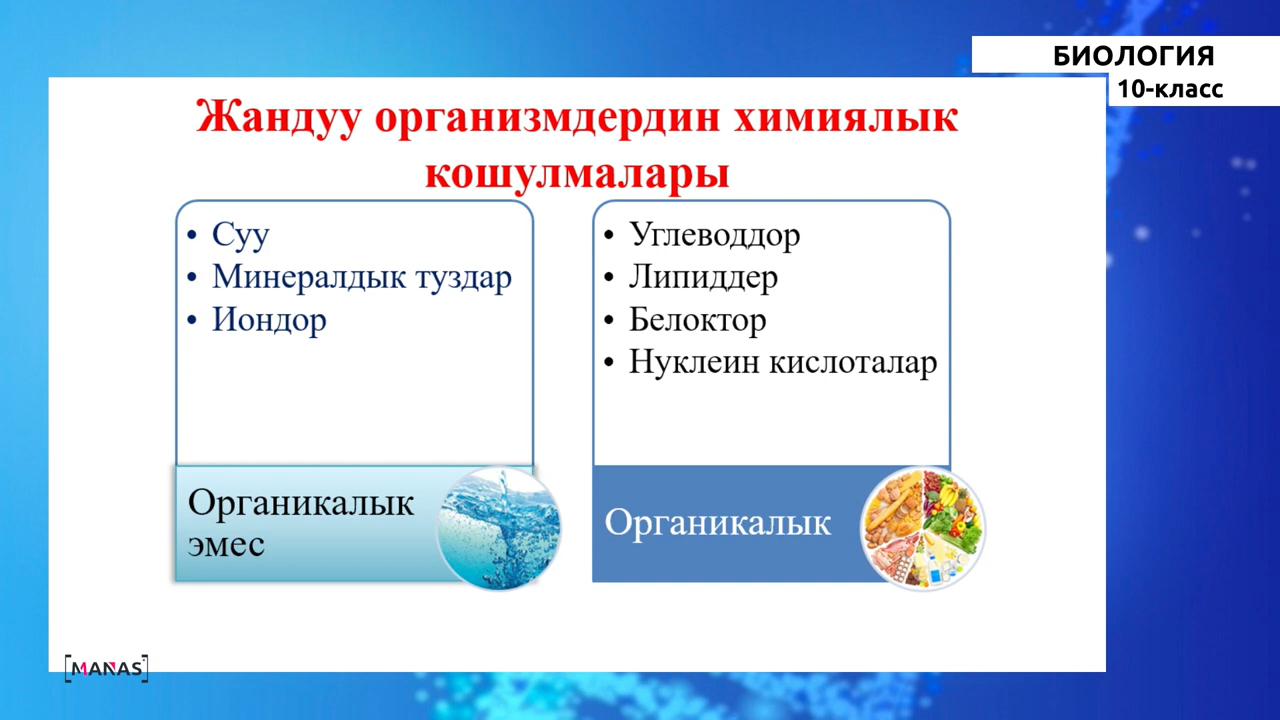 БИОЛОГИЯ
10-класс
Жандуу организмдердин химиялык
кошулмалары
• Суу
• Минералдык туздар
• Иондор
Органикалык
эмес
• Углеводдор
• Липиддер
• Белоктор
• Нуклеин кислоталар
Органикалык
MANAS